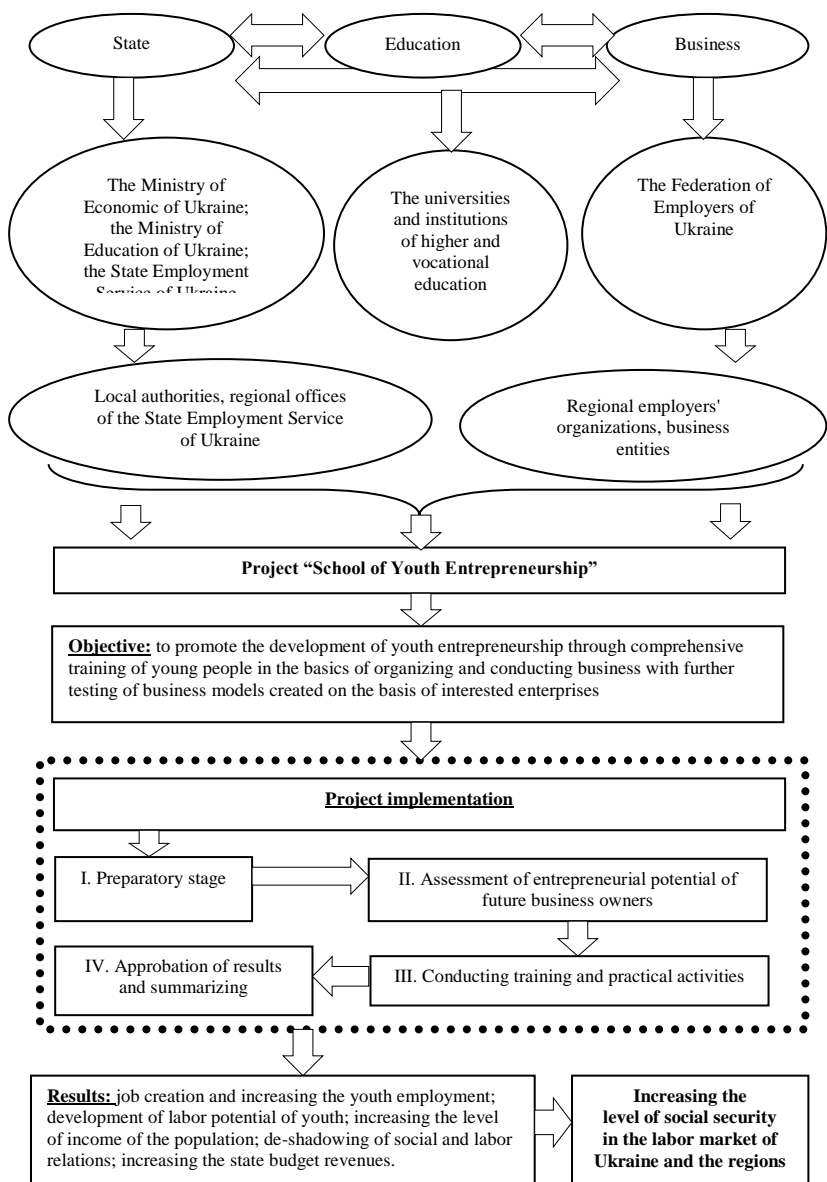 State
Education
Business
The Ministry of
Economic of Ukraine;
the Ministry of
Education of Ukraine;
the State Employment
Service of Ukraine
The universities
and institutions
of higher and
vocational
education
The Federation of
Employers of
Ukraine
Local authorities, regional offices
of the State Employment Service
of Ukraine
Regional employers'
organizations, business
entities
Project “School of Youth Entrepreneurship”
Objective: to promote the development of youth entrepreneurship through comprehensive
training of young people in the basics of organizing and conducting business with further
testing of business models created on the basis of interested enterprises
Project implementation
I. Preparatory stage
II. Assessment of entrepreneurial potential of
future business owners
IV. Approbation of results
and summarizing
III. Conducting training and practical activities
Results: job creation and increasing the youth employment;
development of labor potential of youth; increasing the level
of income of the population; de-shadowing of social and labor
relations; increasing the state budget revenues.
Increasing the
level of social security
in the labor market of
Ukraine and the regions